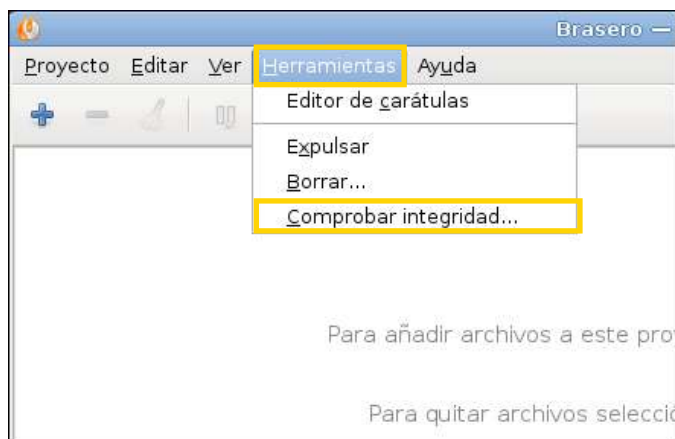 Brasero —
Proyecto Editar Ver Herramientas Ayuda
Editor de carátulas
Expulsar
Borrar...
Comprobar integridad...
Para añadir archivos a este pro
Para quitar archivos selecci